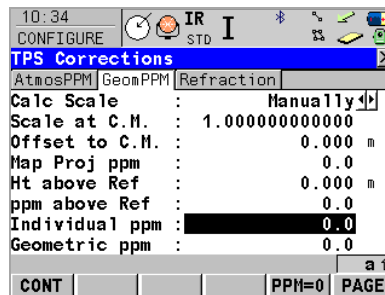 10:34 IR
CONFIGURE STD I
TPS Corrections
AtmosPPM GeomPPM Refraction
Calc Scale : Manually
Scale at C.M. : 1.000000000000
Offset to C.M. : 0.000 m
Map Proj ppm : 0.0
Ht above Ref : 0.000 m
ppm above Ref : 0.0
Individual ppm : 0.0
Geometric ppm : 0.0
a
CONT PPM=0 PAGE